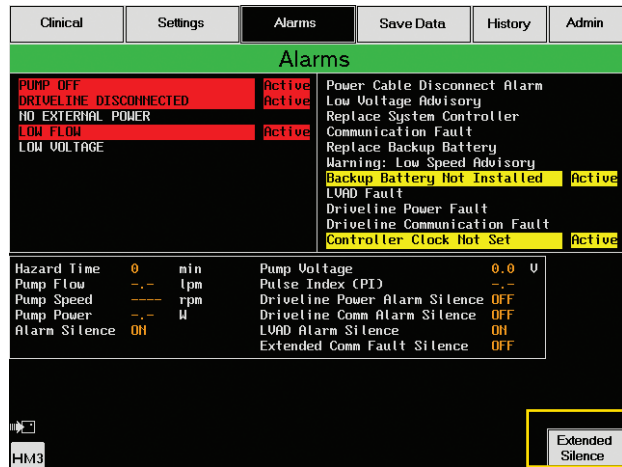 Clinical Settings Alarms Save Data History Admin
Alarms
PUMP OFF Active
DRIVELINE DISCONNECTED Active
NO EXTERNAL POWER
LOW FLOW Active
LOW VOLTAGE
Power Cable Disconnect Alarm
Low Voltage Advisory
Replace System Controller
Communication Fault
Replace Backup Battery
Warning: Low Speed Advisory
Backup Battery Not Installed Active
LVAD Fault
Driveline Power Fault
Driveline Communication Fault
Controller Clock Not Set Active
Hazard Time 0 min
Pump Flow -.- lpm
Pump Speed ---- rpm
Pump Power -.- W
Alarm Silence ON
Pump Voltage 0.0 V
Pulse Index (PI) -.-
Driveline Power Alarm Silence OFF
Driveline Comm Alarm Silence OFF
LVAD Alarm Silence ON
Extended Comm Fault Silence OFF
HM3
Extended
Silence